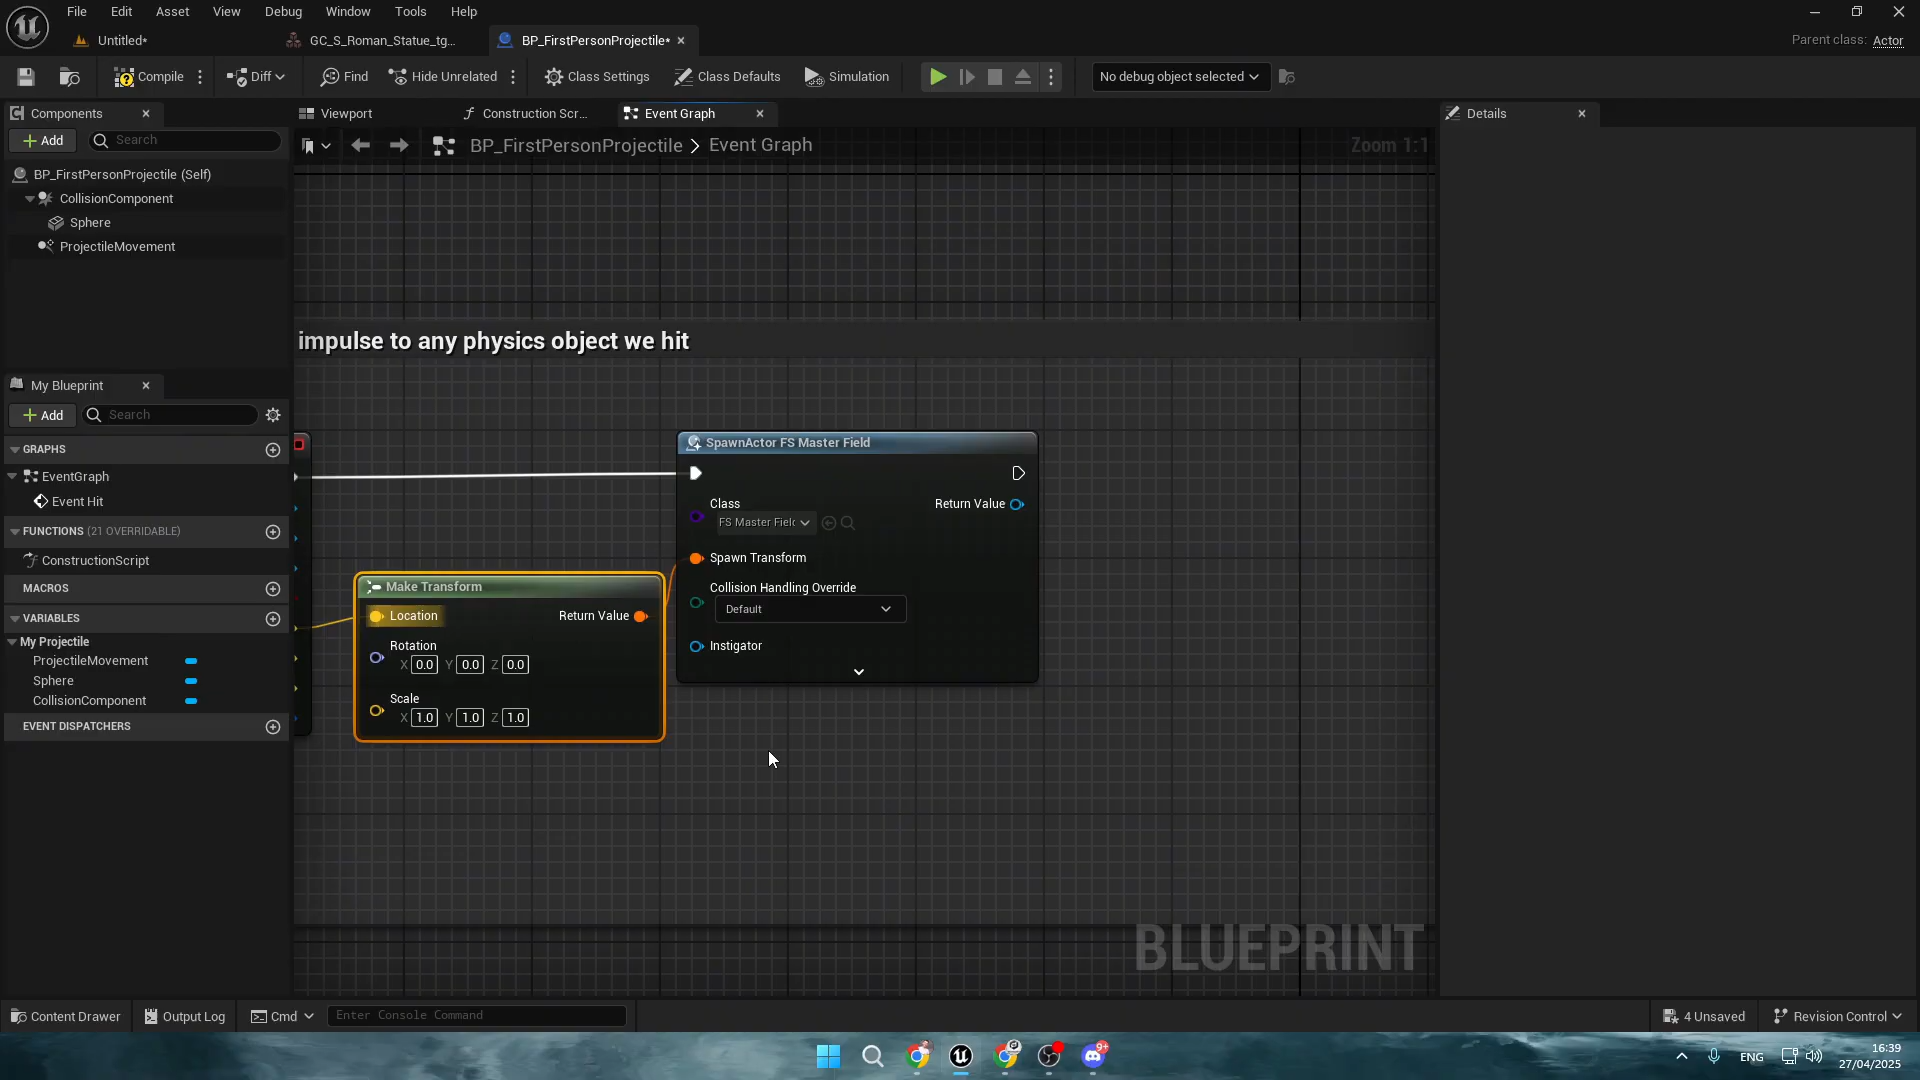 File Edit Asset View Debug Window Tools Help
Untitled*
GC_S_Roman_Statue_tg...
BP_FirstPersonProjectile*
Parent class: Actor
Compile
Diff
Find
Hide Unrelated
Class Settings
Class Defaults
Simulation
No debug object selected
Components
Viewport
Construction Scr...
Event Graph
Details
Add
Search
BP_FirstPersonProjectile > Event Graph
Zoom 1:1
BP_FirstPersonProjectile (Self)
CollisionComponent
Sphere
ProjectileMovement
impulse to any physics object we hit
My Blueprint
Add
Search
GRAPHS
EventGraph
Event Hit
FUNCTIONS (21 OVERRIDABLE)
ConstructionScript
MACROS
VARIABLES
My Projectile
ProjectileMovement
Sphere
CollisionComponent
EVENT DISPATCHERS
SpawnActor FS Master Field
Class
Return Value
FS Master Fielc
Spawn Transform
Collision Handling Override
Default
Instigator
Make Transform
Location
Return Value
Rotation
X 0.0 Y 0.0 Z 0.0
Scale
X 1.0 Y 1.0 Z 1.0
BLUEPRINT
Content Drawer
Output Log
Cmd
Enter Console Command
4 Unsaved
Revision Control
9+
ENG
16:39
27/04/2025